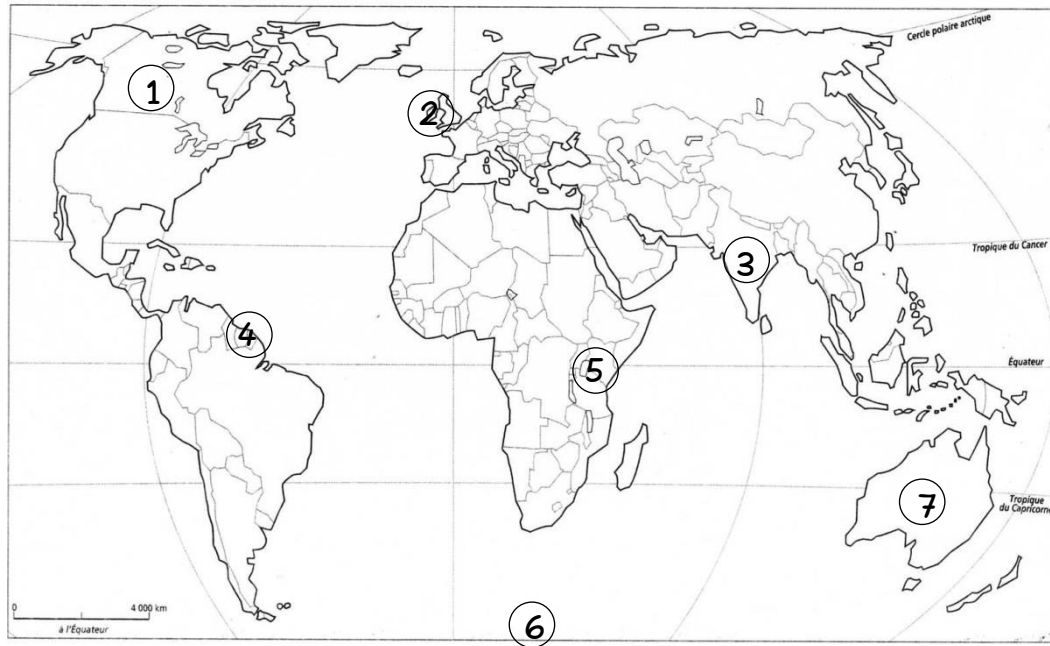 Cercle polaire arctique
1
2
Tropique du Cancer
3
4
Équateur
5
7
Tropique
du Capricorne
0 4 000 km
à l'Équateur
6